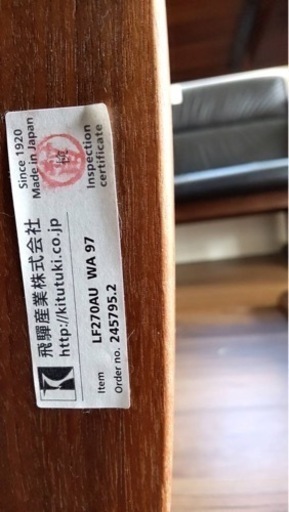 飛騨産業株式会社
Since 1920
Made in Japan
http://kitutuki.co.jp
Inspection
certificate
Item LF270AU WA 97
Order no. 245795.2